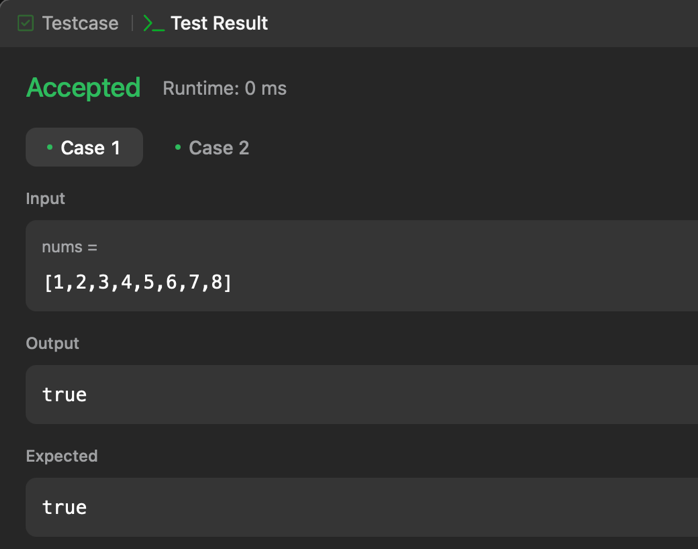 Testcase | >_ Test Result
Accepted Runtime: 0 ms
• Case 1 • Case 2
Input
nums =
[1,2,3,4,5,6,7,8]
Output
true
Expected
true